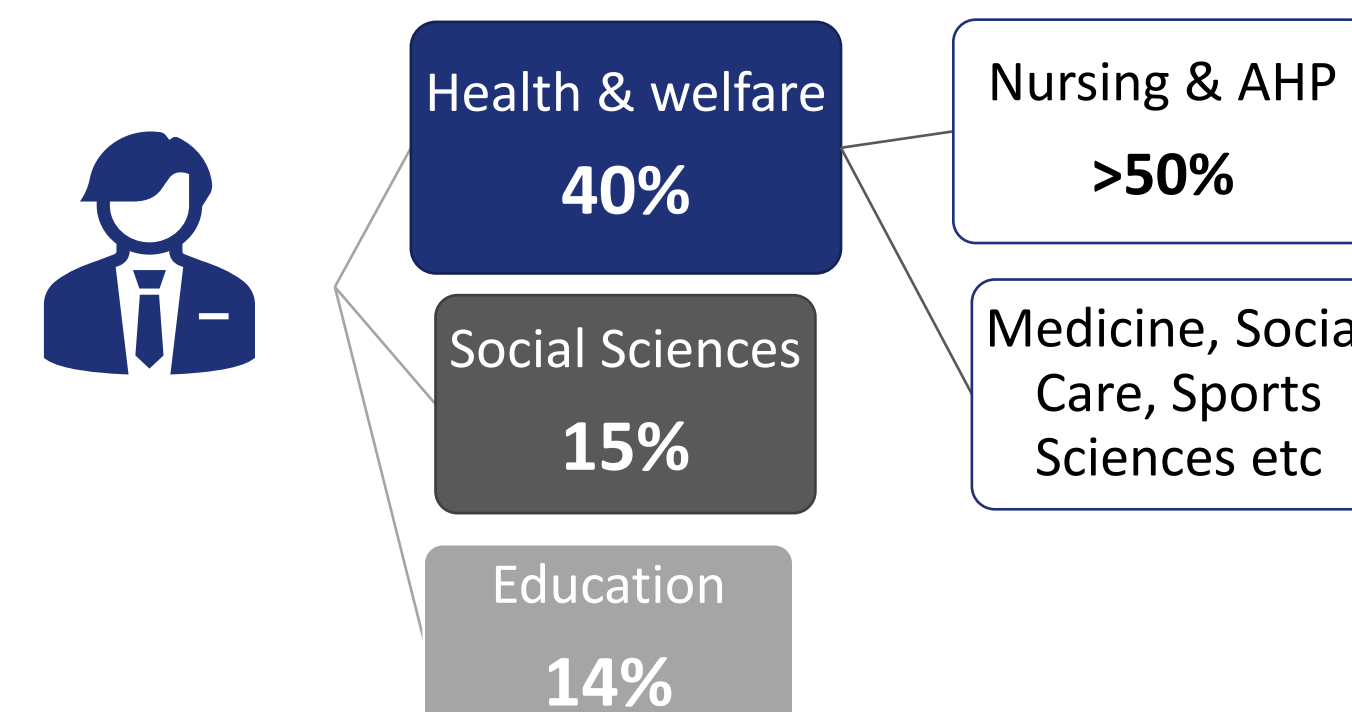 Health & welfare
40%
Social Sciences
15%
Education
14%
Nursing & AHP
>50%
Medicine, Socia
Care, Sports
Sciences etc